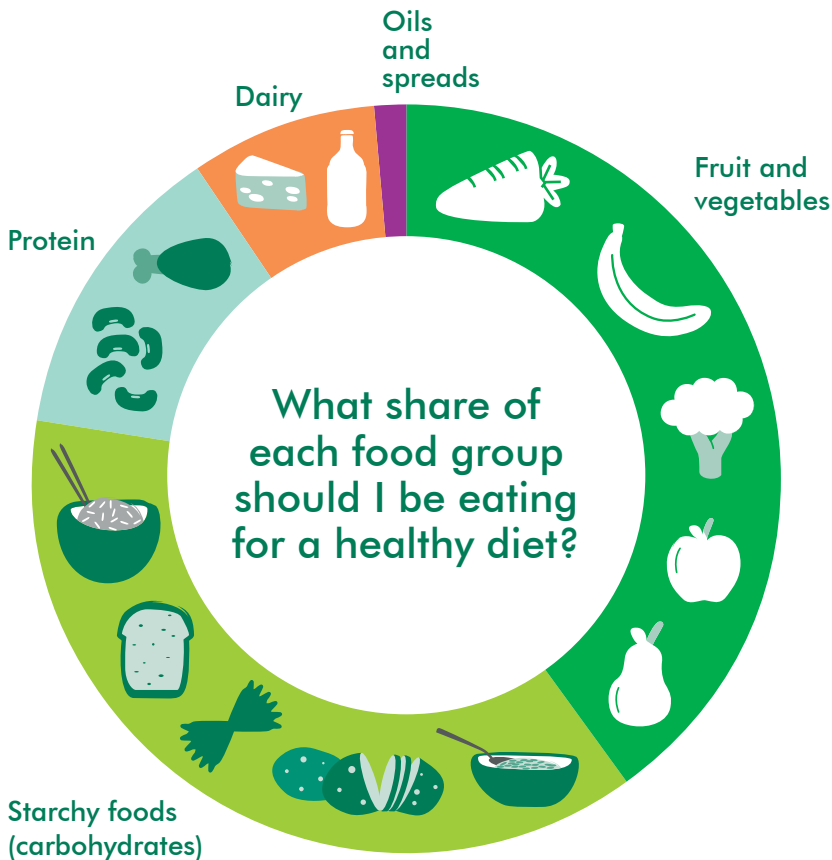 Oils
and
spreads
Dairy
Fruit and
vegetables
Protein
What share of
each food group
should I be eating
for a healthy diet?
Starchy foods
(carbohydrates)